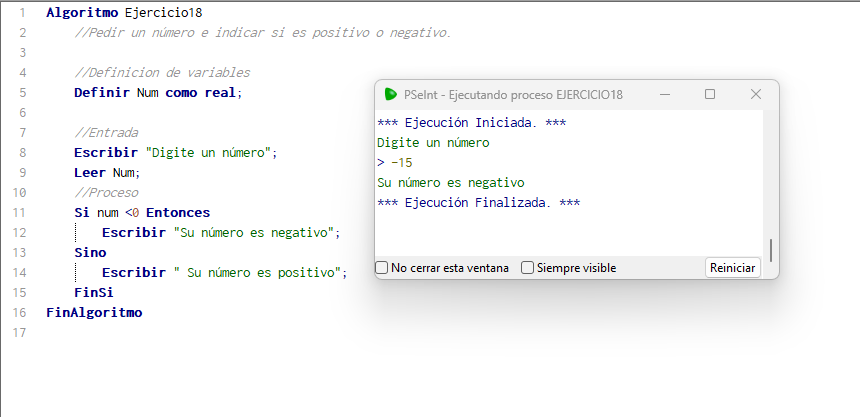 1 Algoritmo Ejercicio18
2 //Pedir un número e indicar si es positivo o negativo.
3
4 //Definicion de variables
5 Definir Num como real;
6
7 //Entrada
8 Escribir "Digite un número";
9 Leer Num;
10 //Proceso
11 Si num <0 Entonces
12 Escribir "Su número es negativo";
13 Sino
14 Escribir " Su número es positivo";
15 FinSi
16 FinAlgoritmo
17
PSeInt - Ejecutando proceso EJERCICIO18
*** Ejecución Iniciada. ***
Digite un número
> -15
Su número es negativo
*** Ejecución Finalizada. ***
No cerrar esta ventana Siempre visible Reiniciar